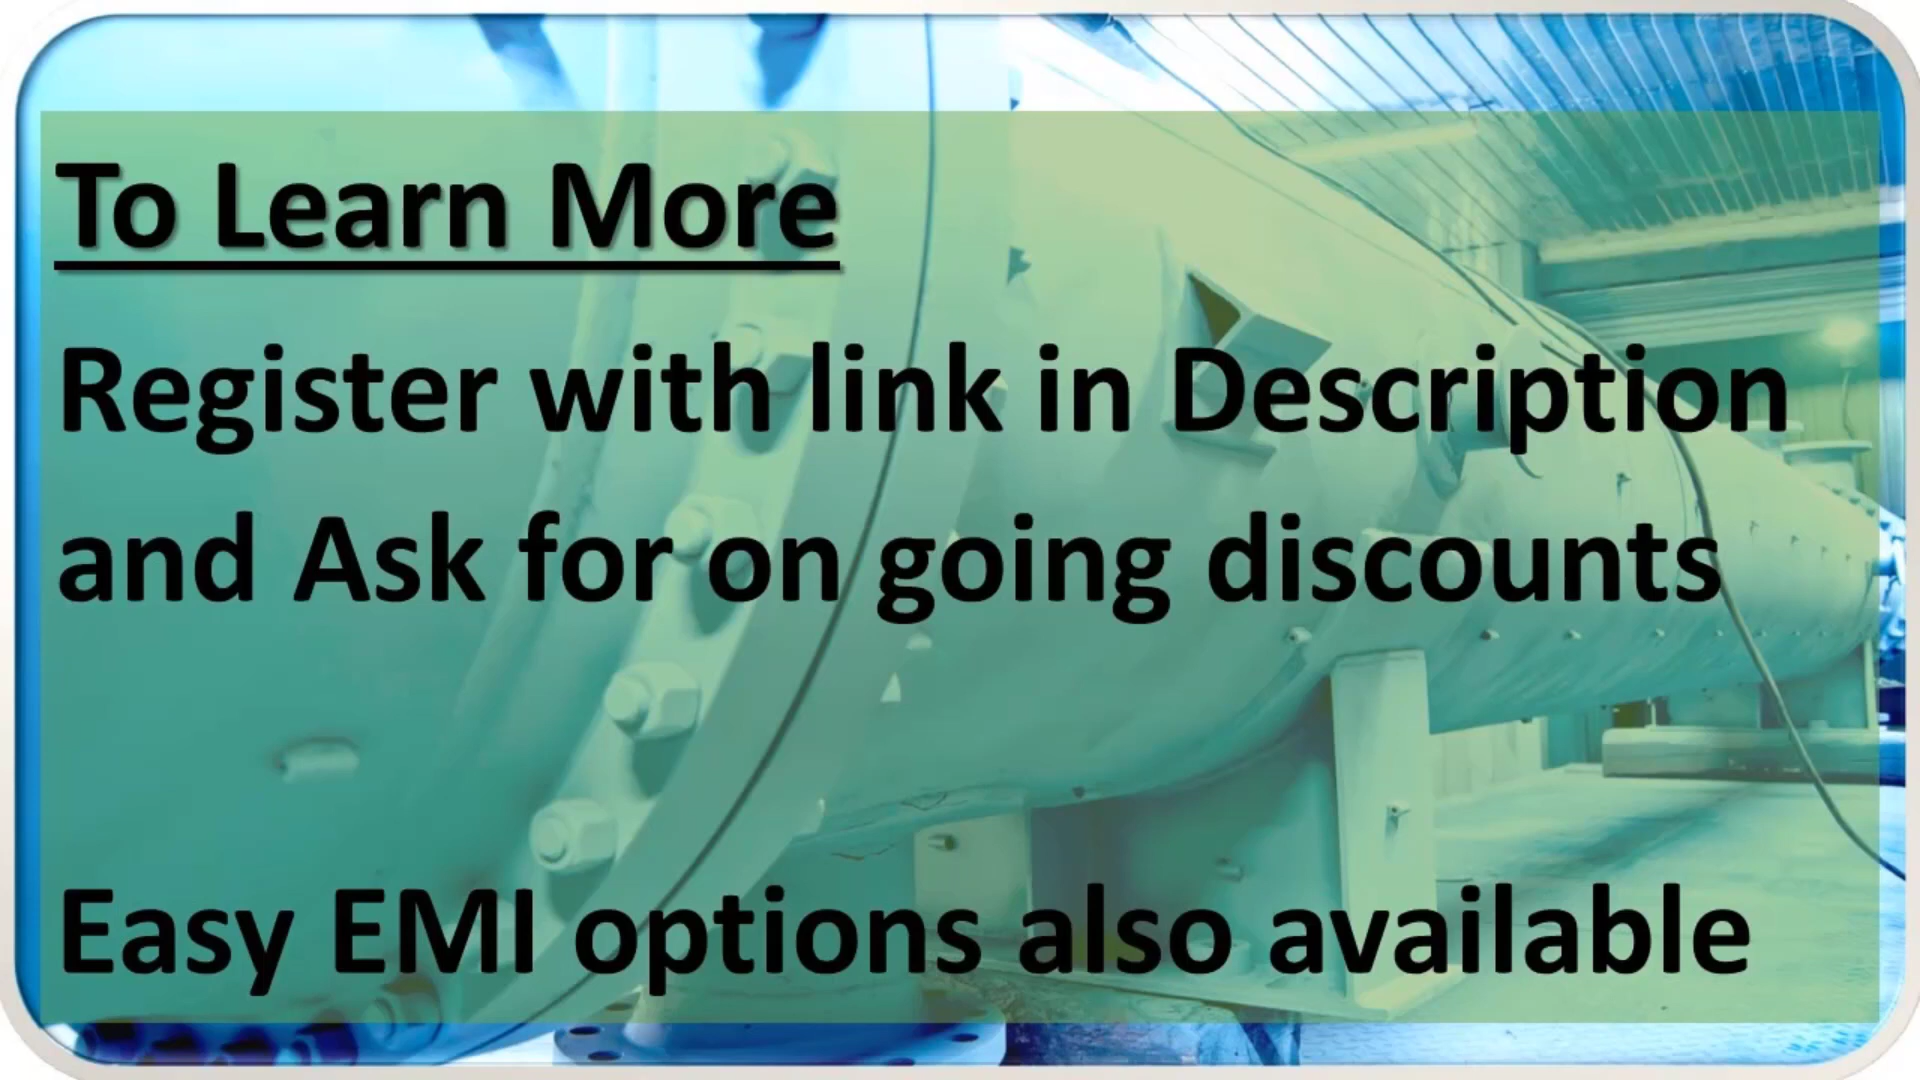 To Learn More
Register with link in Description
and Ask for on going discounts
Easy EMI options also available